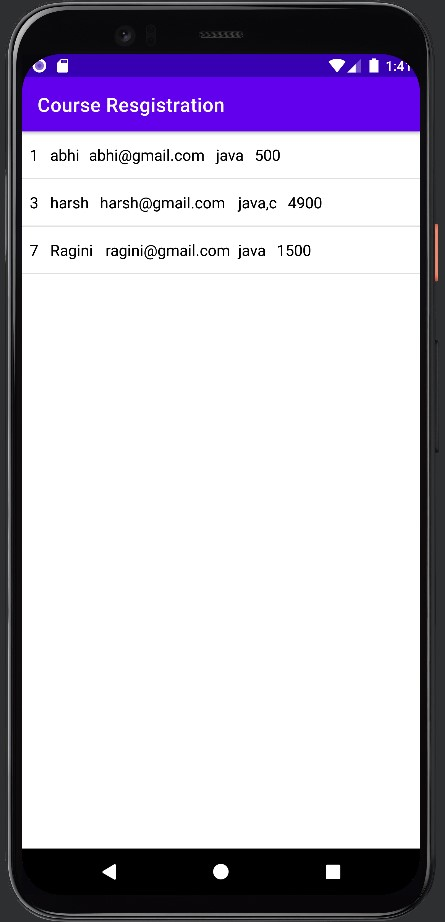 1:41
Course Resgistration
1 abhi abhi@gmail.com java 500
3 harsh harsh@gmail.com java,c 4900
7 Ragini ragini@gmail.com java 1500